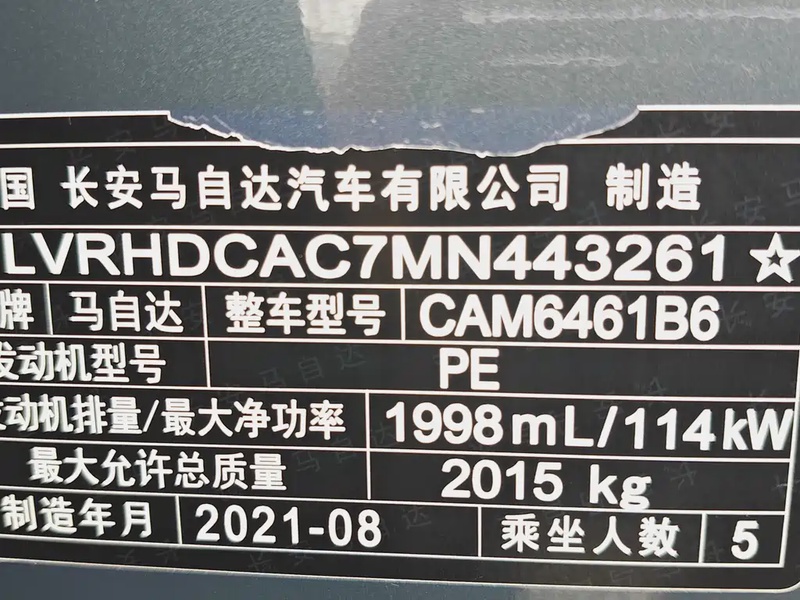 国 长安马自达汽车有限公司 制造
LVRHDCAC7MN443261☆
牌 马自达 整车型号 CAM6461B6
发动机型号 PE
发动机排量/最大净功率 1998mL/114kW
最大允许总质量 2015 kg
制造年月 2021-08 乘坐人数 5